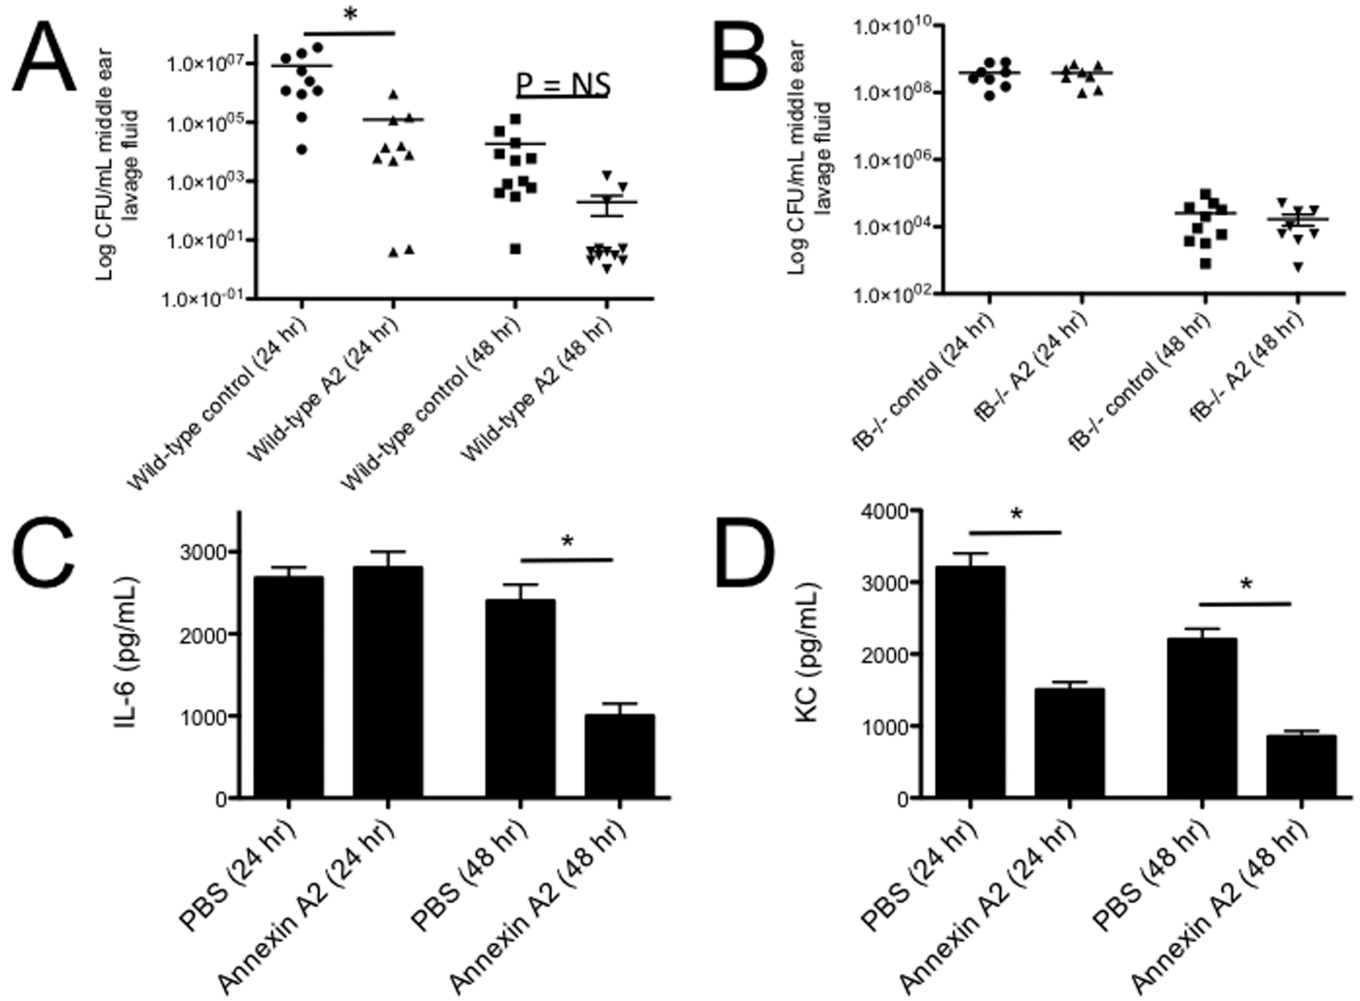 A
Log CFU/mL middle ear
lavage fluid
1.0×10^07
1.0×10^05
1.0×10^03
1.0×10^01
1.0×10^-01
*
P = NS
Wild-type control (24 hr)
Wild-type A2 (24 hr)
Wild-type control (48 hr)
Wild-type A2 (48 hr)
B
Log CFU/mL middle ear
lavage fluid
1.0×10^10
1.0×10^08
1.0×10^06
1.0×10^04
1.0×10^02
fB-/- control (24 hr)
fB-/- A2 (24 hr)
fB-/- control (48 hr)
fB-/- A2 (48 hr)
C
IL-6 (pg/mL)
3000
2000
1000
0
*
PBS (24 hr)
Annexin A2 (24 hr)
PBS (48 hr)
Annexin A2 (48 hr)
D
KC (pg/mL)
4000
3000
2000
1000
0
*
*
PBS (24 hr)
Annexin A2 (24 hr)
PBS (48 hr)
Annexin A2 (48 hr)